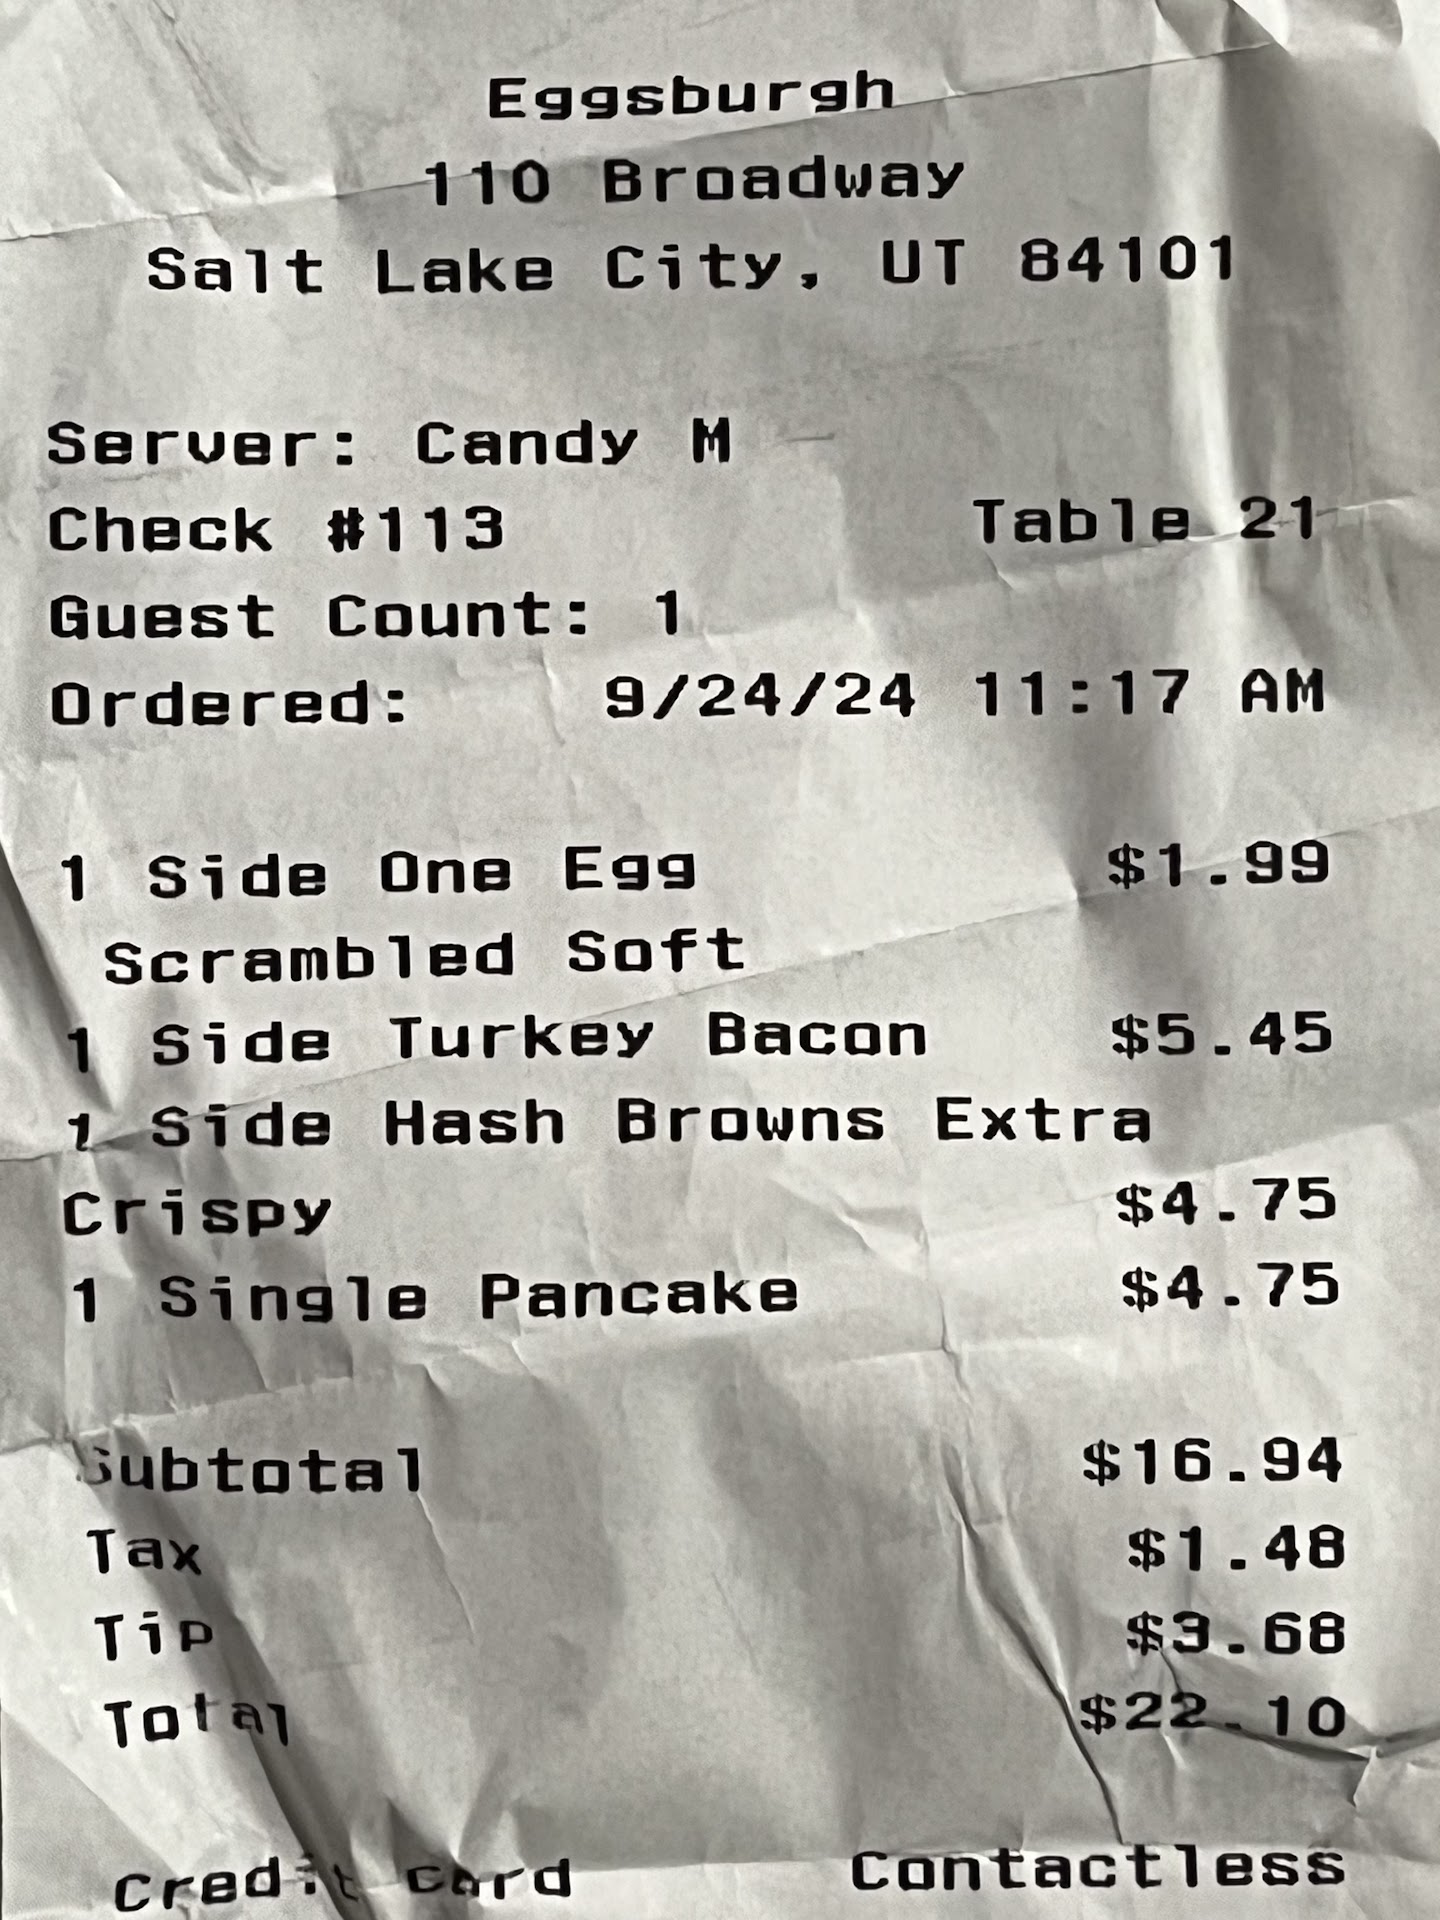 Eggsburgh
110 Broadway
Salt Lake City, UT 84101
Server: Candy M
Check #113 Table 21
Guest Count: 1
Ordered: 9/24/24 11:17 AM
1 Side One Egg $1.99
Scrambled Soft
1 Side Turkey Bacon $5.45
1 Side Hash Browns Extra
Crispy $4.75
1 Single Pancake $4.75
Subtotal $16.94
Tax $1.48
Tip $3.68
Total $22.10
Credit Card Contactless